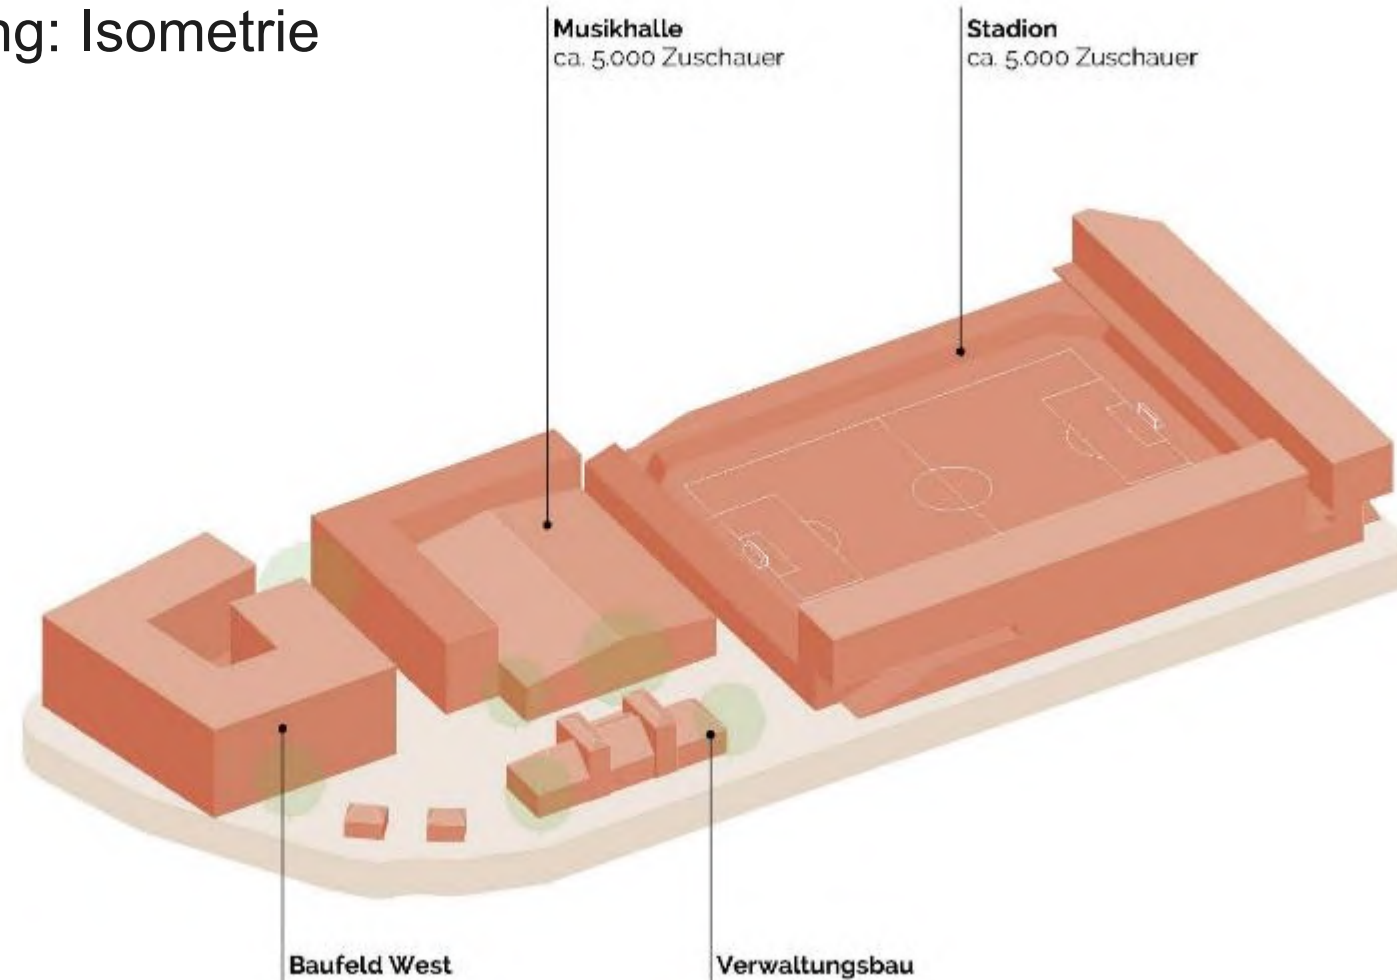 ng: Isometrie
Musikhalle
ca. 5.000 Zuschauer
Stadion
ca. 5.000 Zuschauer
Baufeld West
Verwaltungsbau